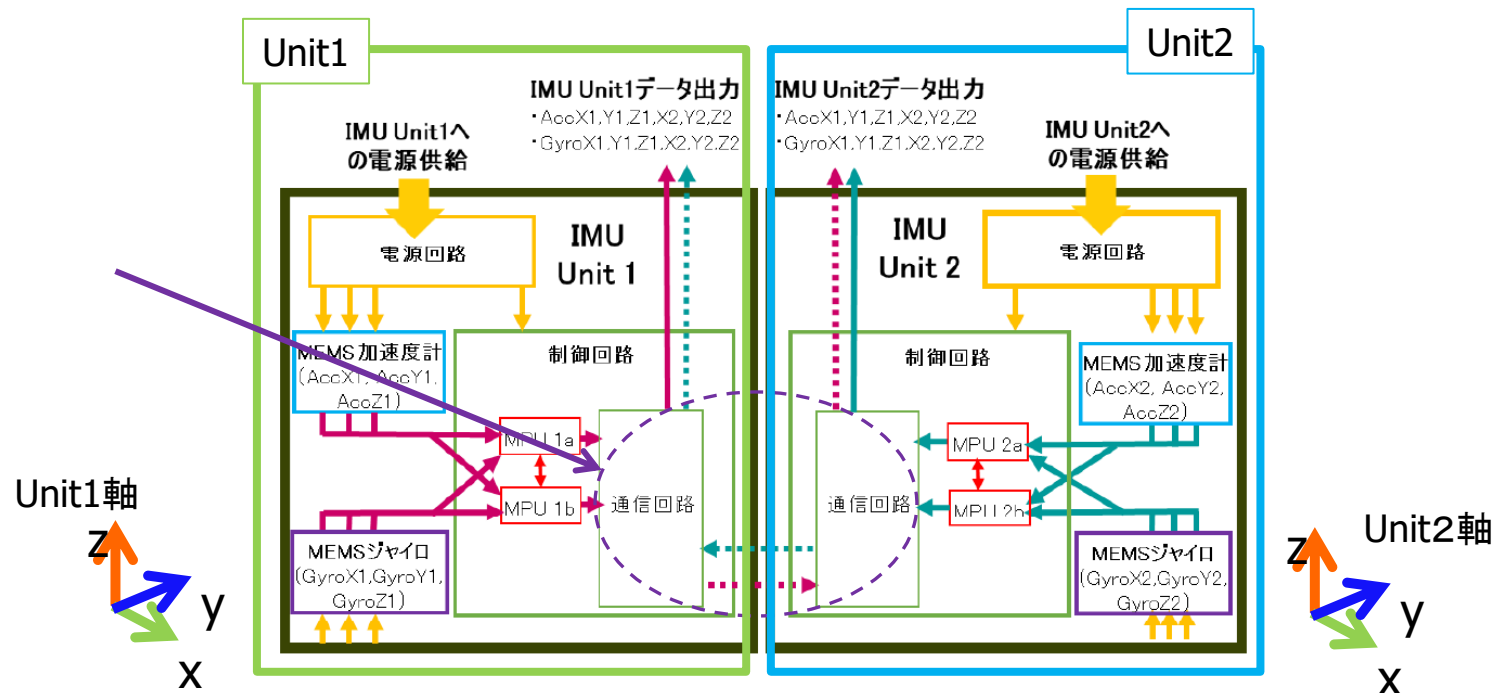 Unit1
Unit2
IMU Unit1データ出力
・AccX1,Y1,Z1,X2,Y2,Z2
・GyroX1,Y1,Z1,X2,Y2,Z2
IMU Unit2データ出力
・AccX1,Y1,Z1,X2,Y2,Z2
・GyroX1,Y1,Z1,X2,Y2,Z2
IMU Unit1へ
の電源供給
IMU Unit2へ
の電源供給
電源回路
IMU
Unit 1
IMU
Unit 2
電源回路
MEMS加速度計
(AccX1, AccY1,
AccZ1)
制御回路
制御回路
MEMS加速度計
(AccX2, AccY2,
AccZ2)
MPU 1a
MPU 1b
通信回路
通信回路
MPU 2a
MPU 2b
MEMSジャイロ
(GyroX1,GyroY1,
GyroZ1)
MEMSジャイロ
(GyroX2,GyroY2,
GyroZ2)
Unit1軸
z
y
x
Unit2軸
z
y
x